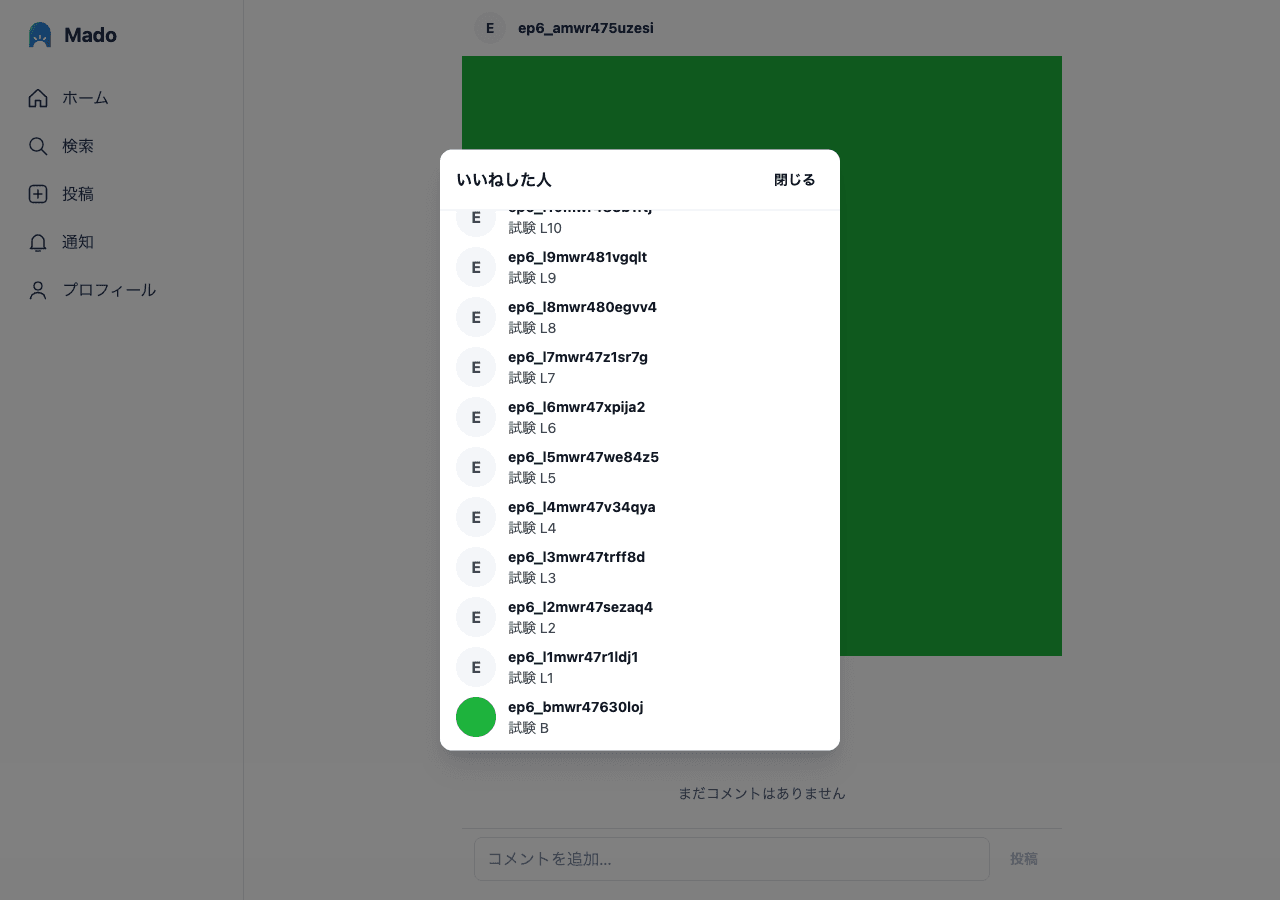 Mado
ホーム
検索
投稿
通知
プロフィール
E
ep6_amwr475uzesi
いいねした人
閉じる
E
試験 L10
E
ep6_l9mwr481vgqlt
試験 L9
E
ep6_l8mwr480egvv4
試験 L8
E
ep6_l7mwr47z1sr7g
試験 L7
E
ep6_l6mwr47xpija2
試験 L6
E
ep6_l5mwr47we84z5
試験 L5
E
ep6_l4mwr47v34qya
試験 L4
E
ep6_l3mwr47trff8d
試験 L3
E
ep6_l2mwr47sezaq4
試験 L2
E
ep6_l1mwr47r1ldj1
試験 L1
ep6_bmwr47630loj
試験 B
まだコメントはありません
コメントを追加...
投稿